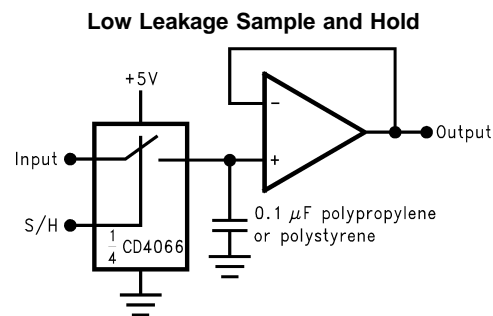 Low Leakage Sample and Hold
+5V
−
Input
Output
+
S/H
0.1 μF polypropylene
or polystyrene
1/4 CD4066